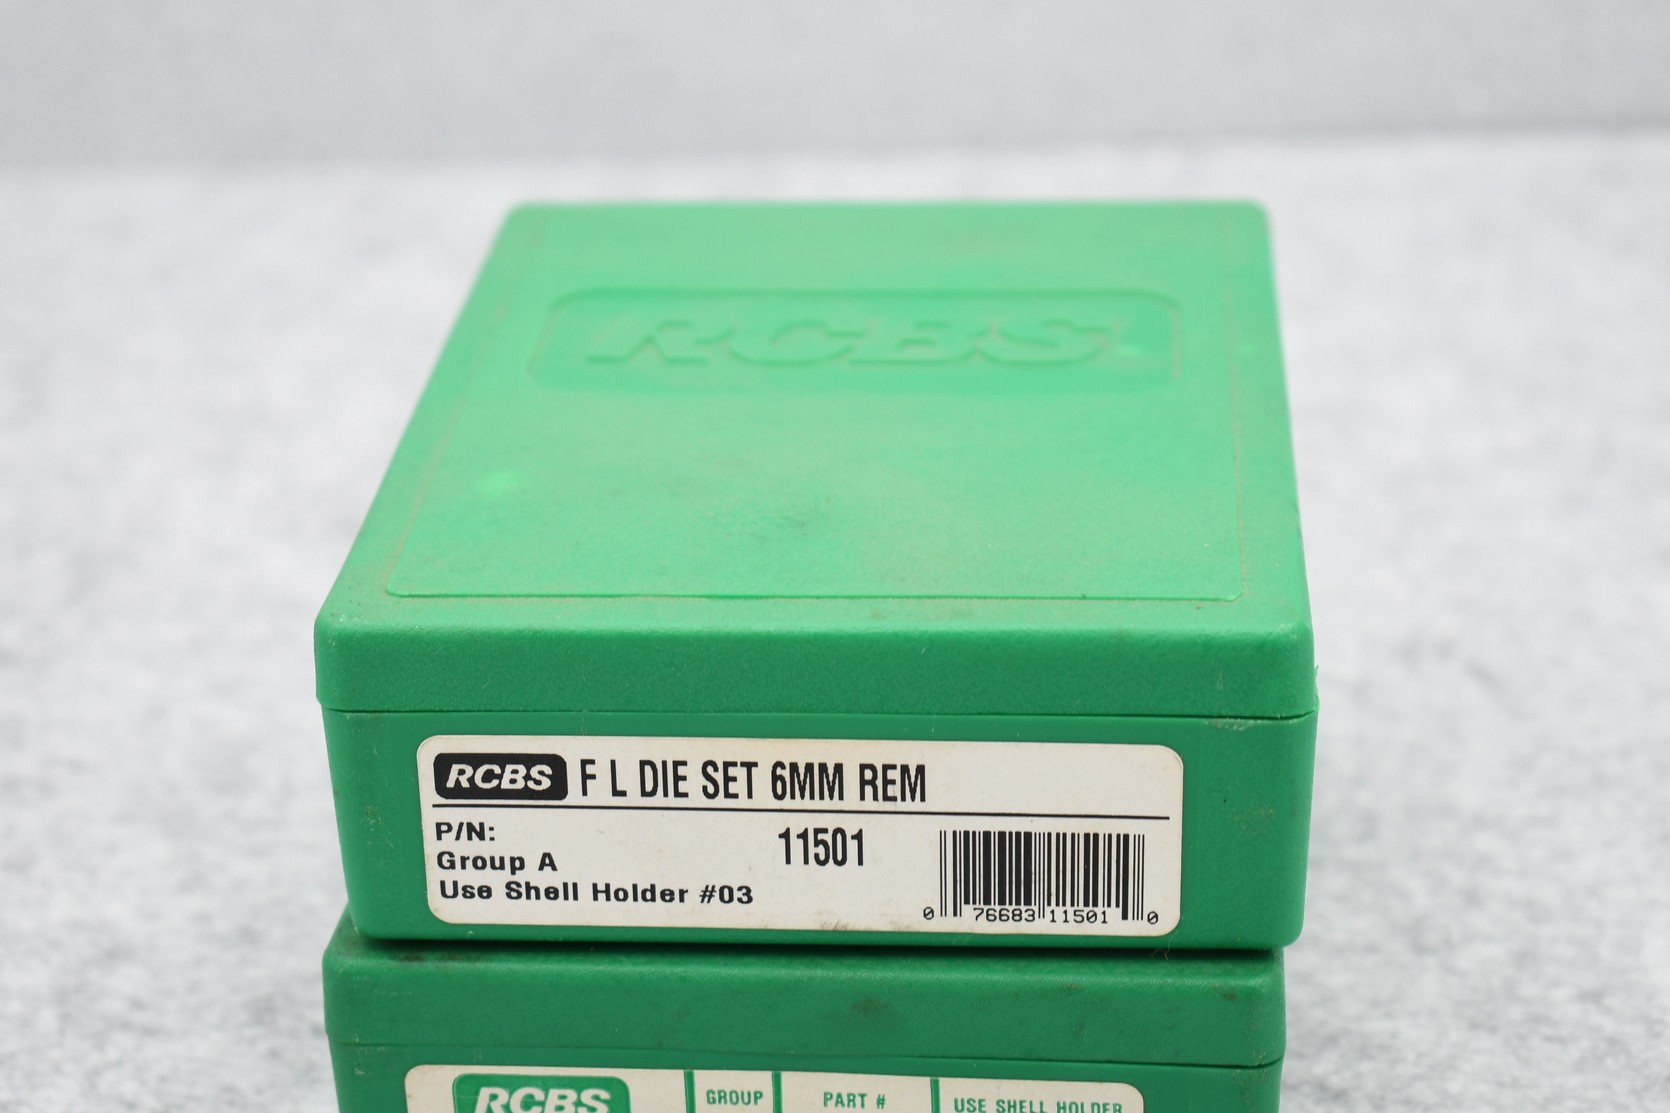 RCBS
RCBS F L DIE SET 6MM REM
P/N: 11501
Group A
Use Shell Holder #03
0 76683 11501 0
RCBS GROUP PART # USE SHELL HOLDER